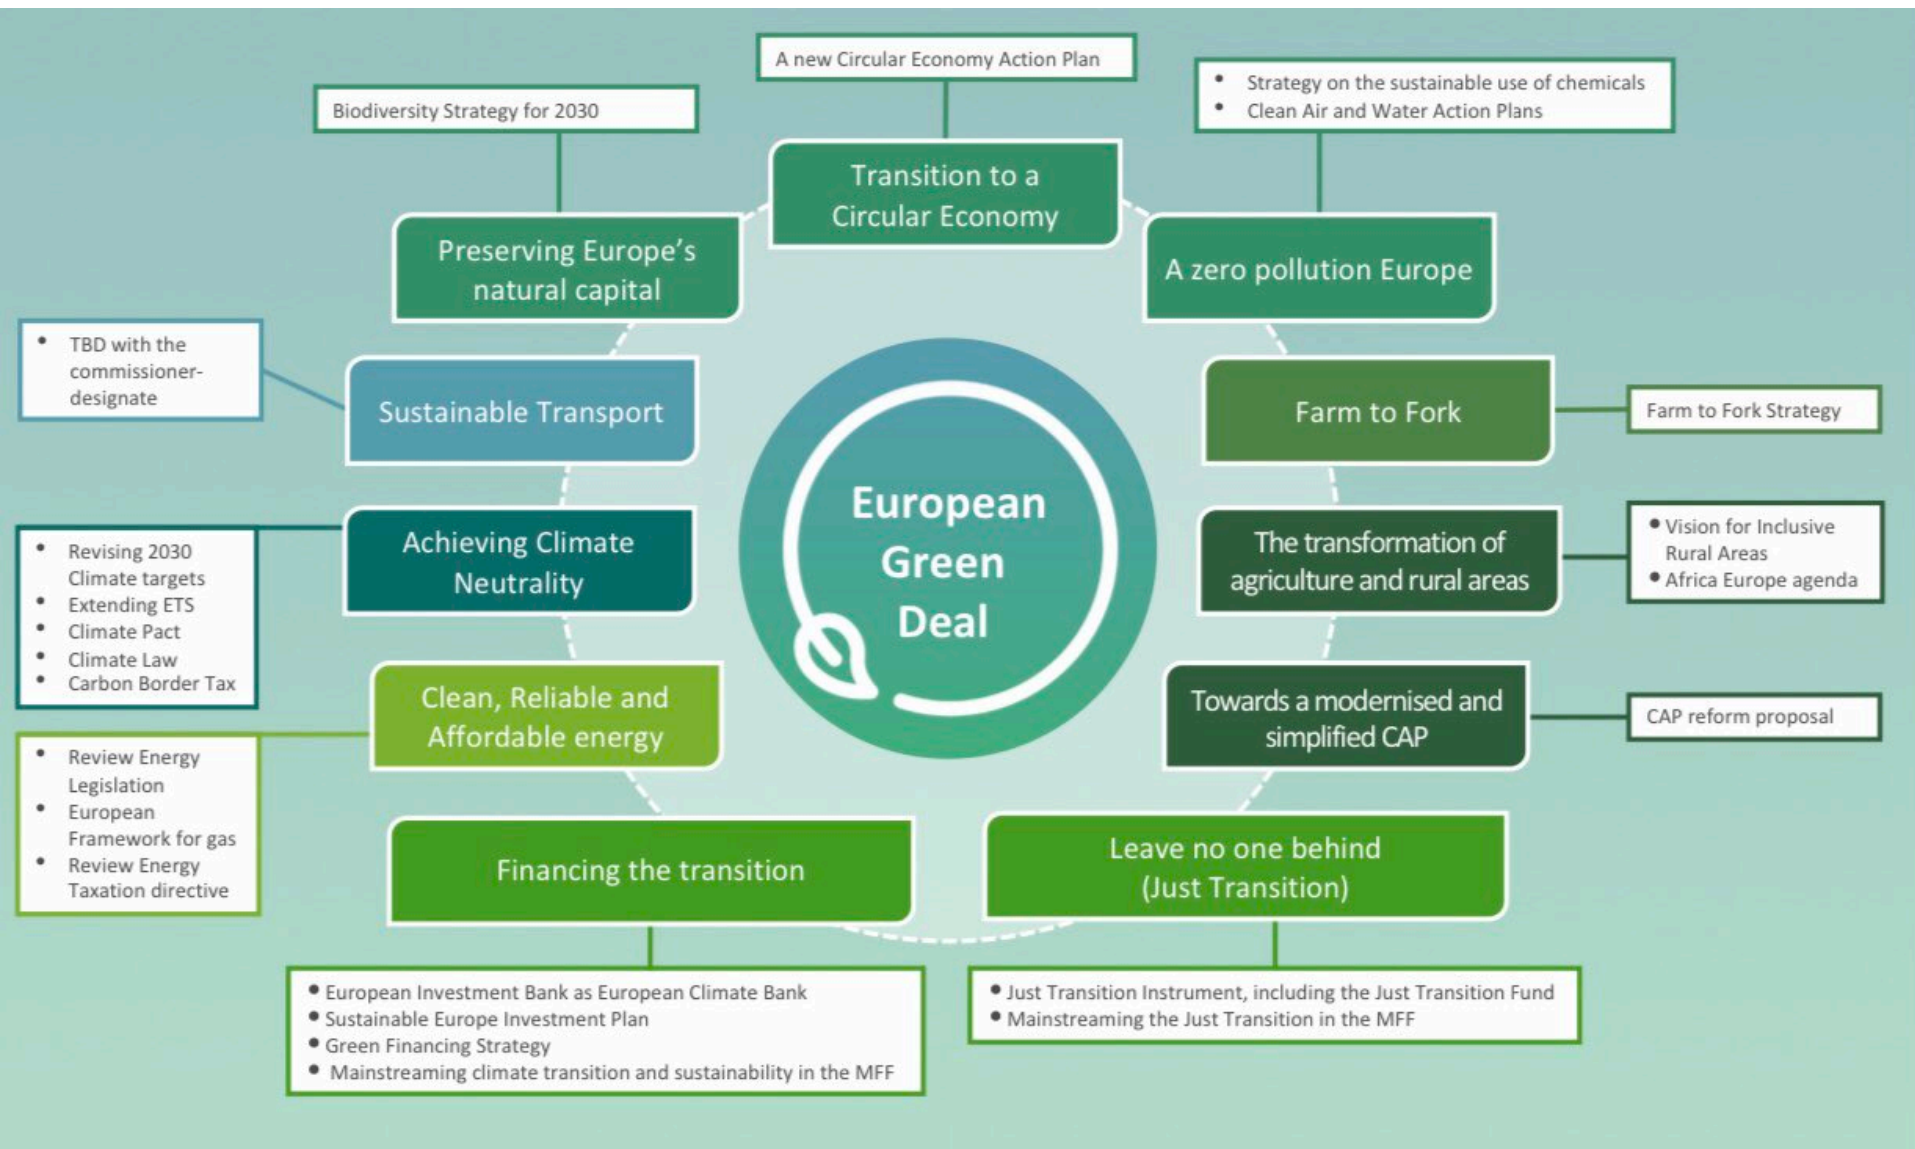 A new Circular Economy Action Plan
Biodiversity Strategy for 2030
• Strategy on the sustainable use of chemicals
• Clean Air and Water Action Plans
Transition to a
Circular Economy
Preserving Europe's
natural capital
A zero pollution Europe
• TBD with the
commissioner-
designate
Sustainable Transport
Farm to Fork
Farm to Fork Strategy
European
Green
Deal
• Revising 2030
Climate targets
• Extending ETS
• Climate Pact
• Climate Law
• Carbon Border Tax
Achieving Climate
Neutrality
The transformation of
agriculture and rural areas
• Vision for Inclusive
Rural Areas
• Africa Europe agenda
• Review Energy
Legislation
• European
Framework for gas
• Review Energy
Taxation directive
Clean, Reliable and
Affordable energy
Towards a modernised and
simplified CAP
CAP reform proposal
Financing the transition
Leave no one behind
(Just Transition)
• European Investment Bank as European Climate Bank
• Sustainable Europe Investment Plan
• Green Financing Strategy
• Mainstreaming climate transition and sustainability in the MFF
• Just Transition Instrument, including the Just Transition Fund
• Mainstreaming the Just Transition in the MFF